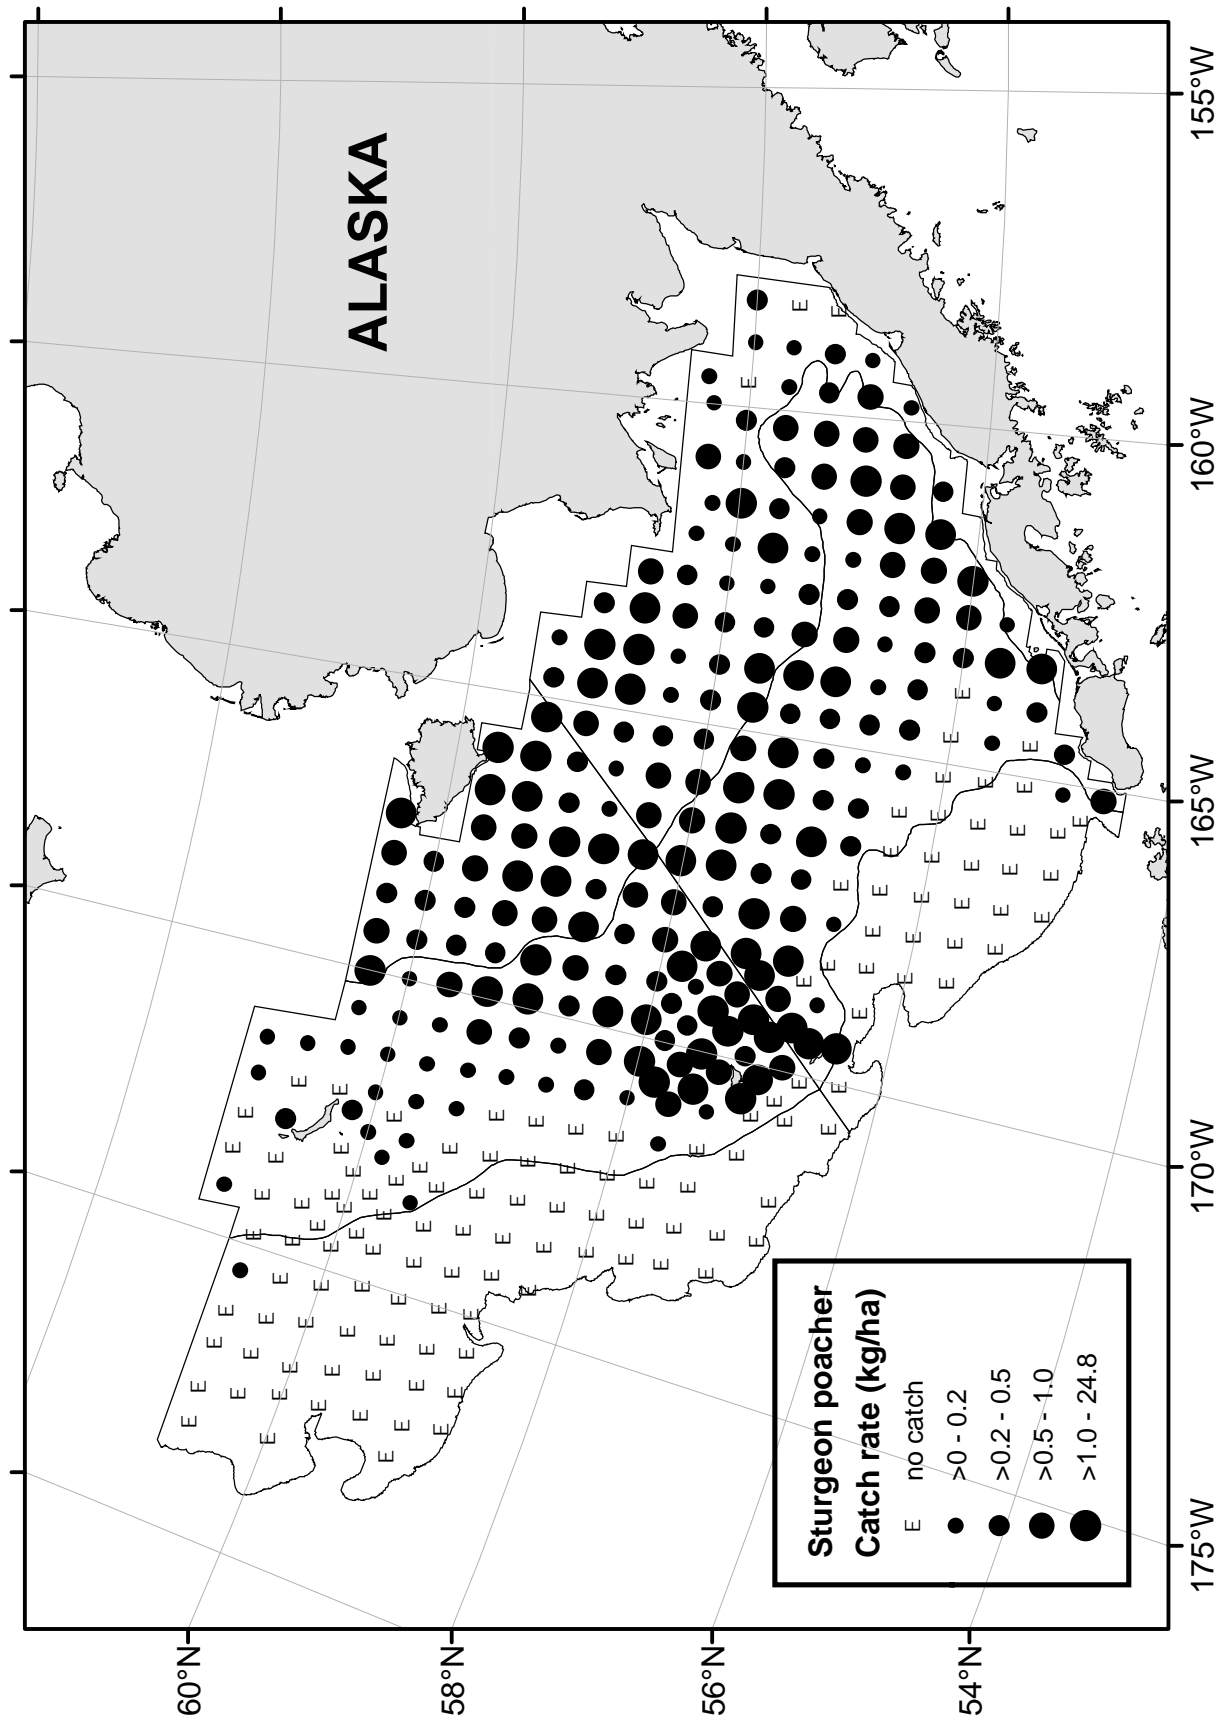 ALASKA
60°N
58°N
56°N
54°N
Sturgeon poacher
Catch rate (kg/ha)
E no catch
>0 - 0.2
>0.2 - 0.5
>0.5 - 1.0
>1.0 - 24.8
175°W
170°W
165°W
160°W
155°W